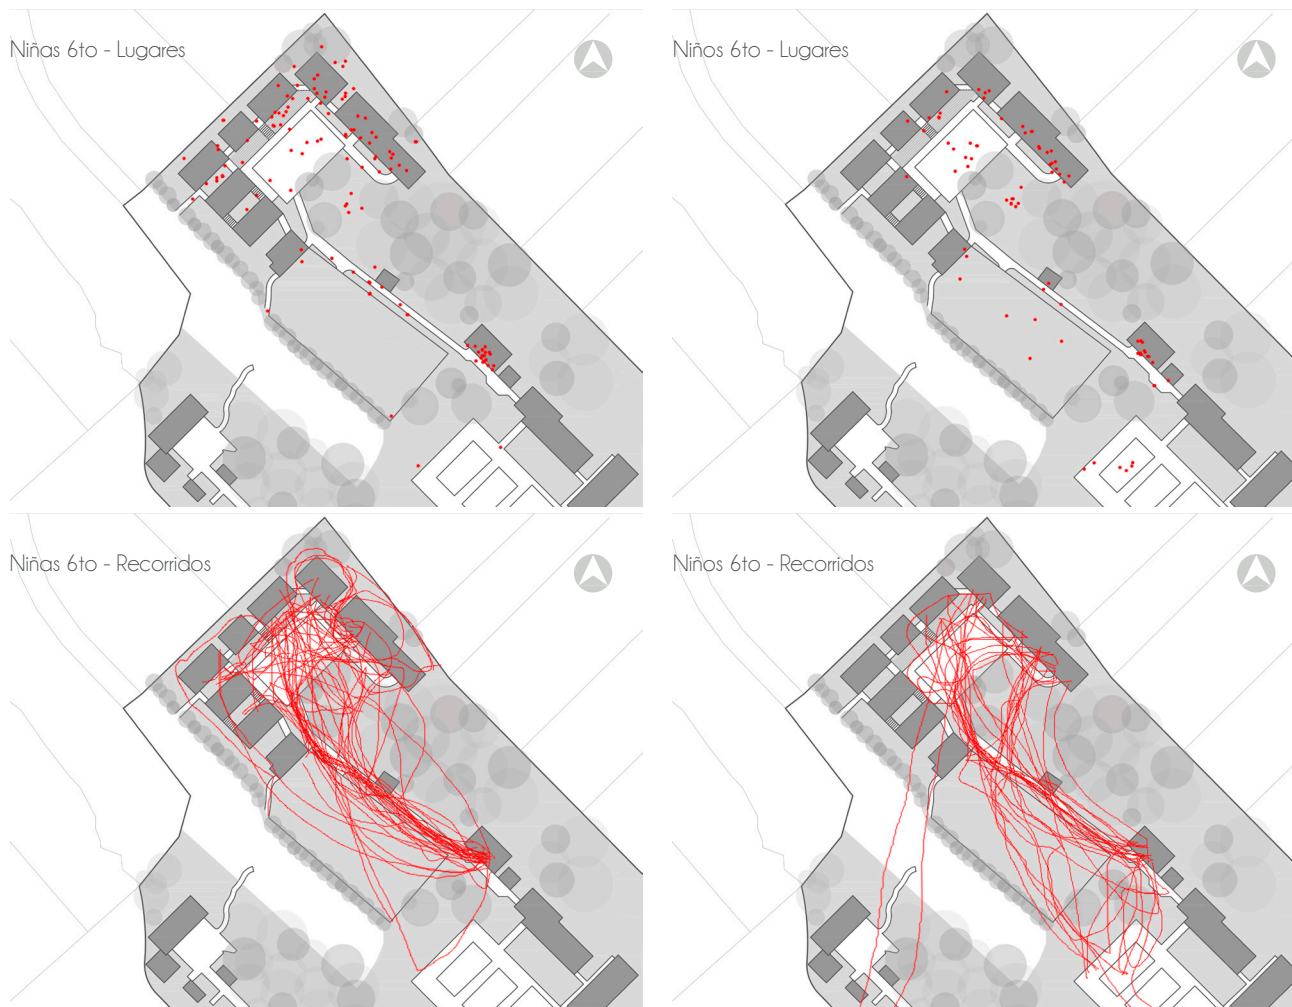 Niñas 6to - Lugares
Niños 6to - Lugares
Niñas 6to - Recorridos
Niños 6to - Recorridos